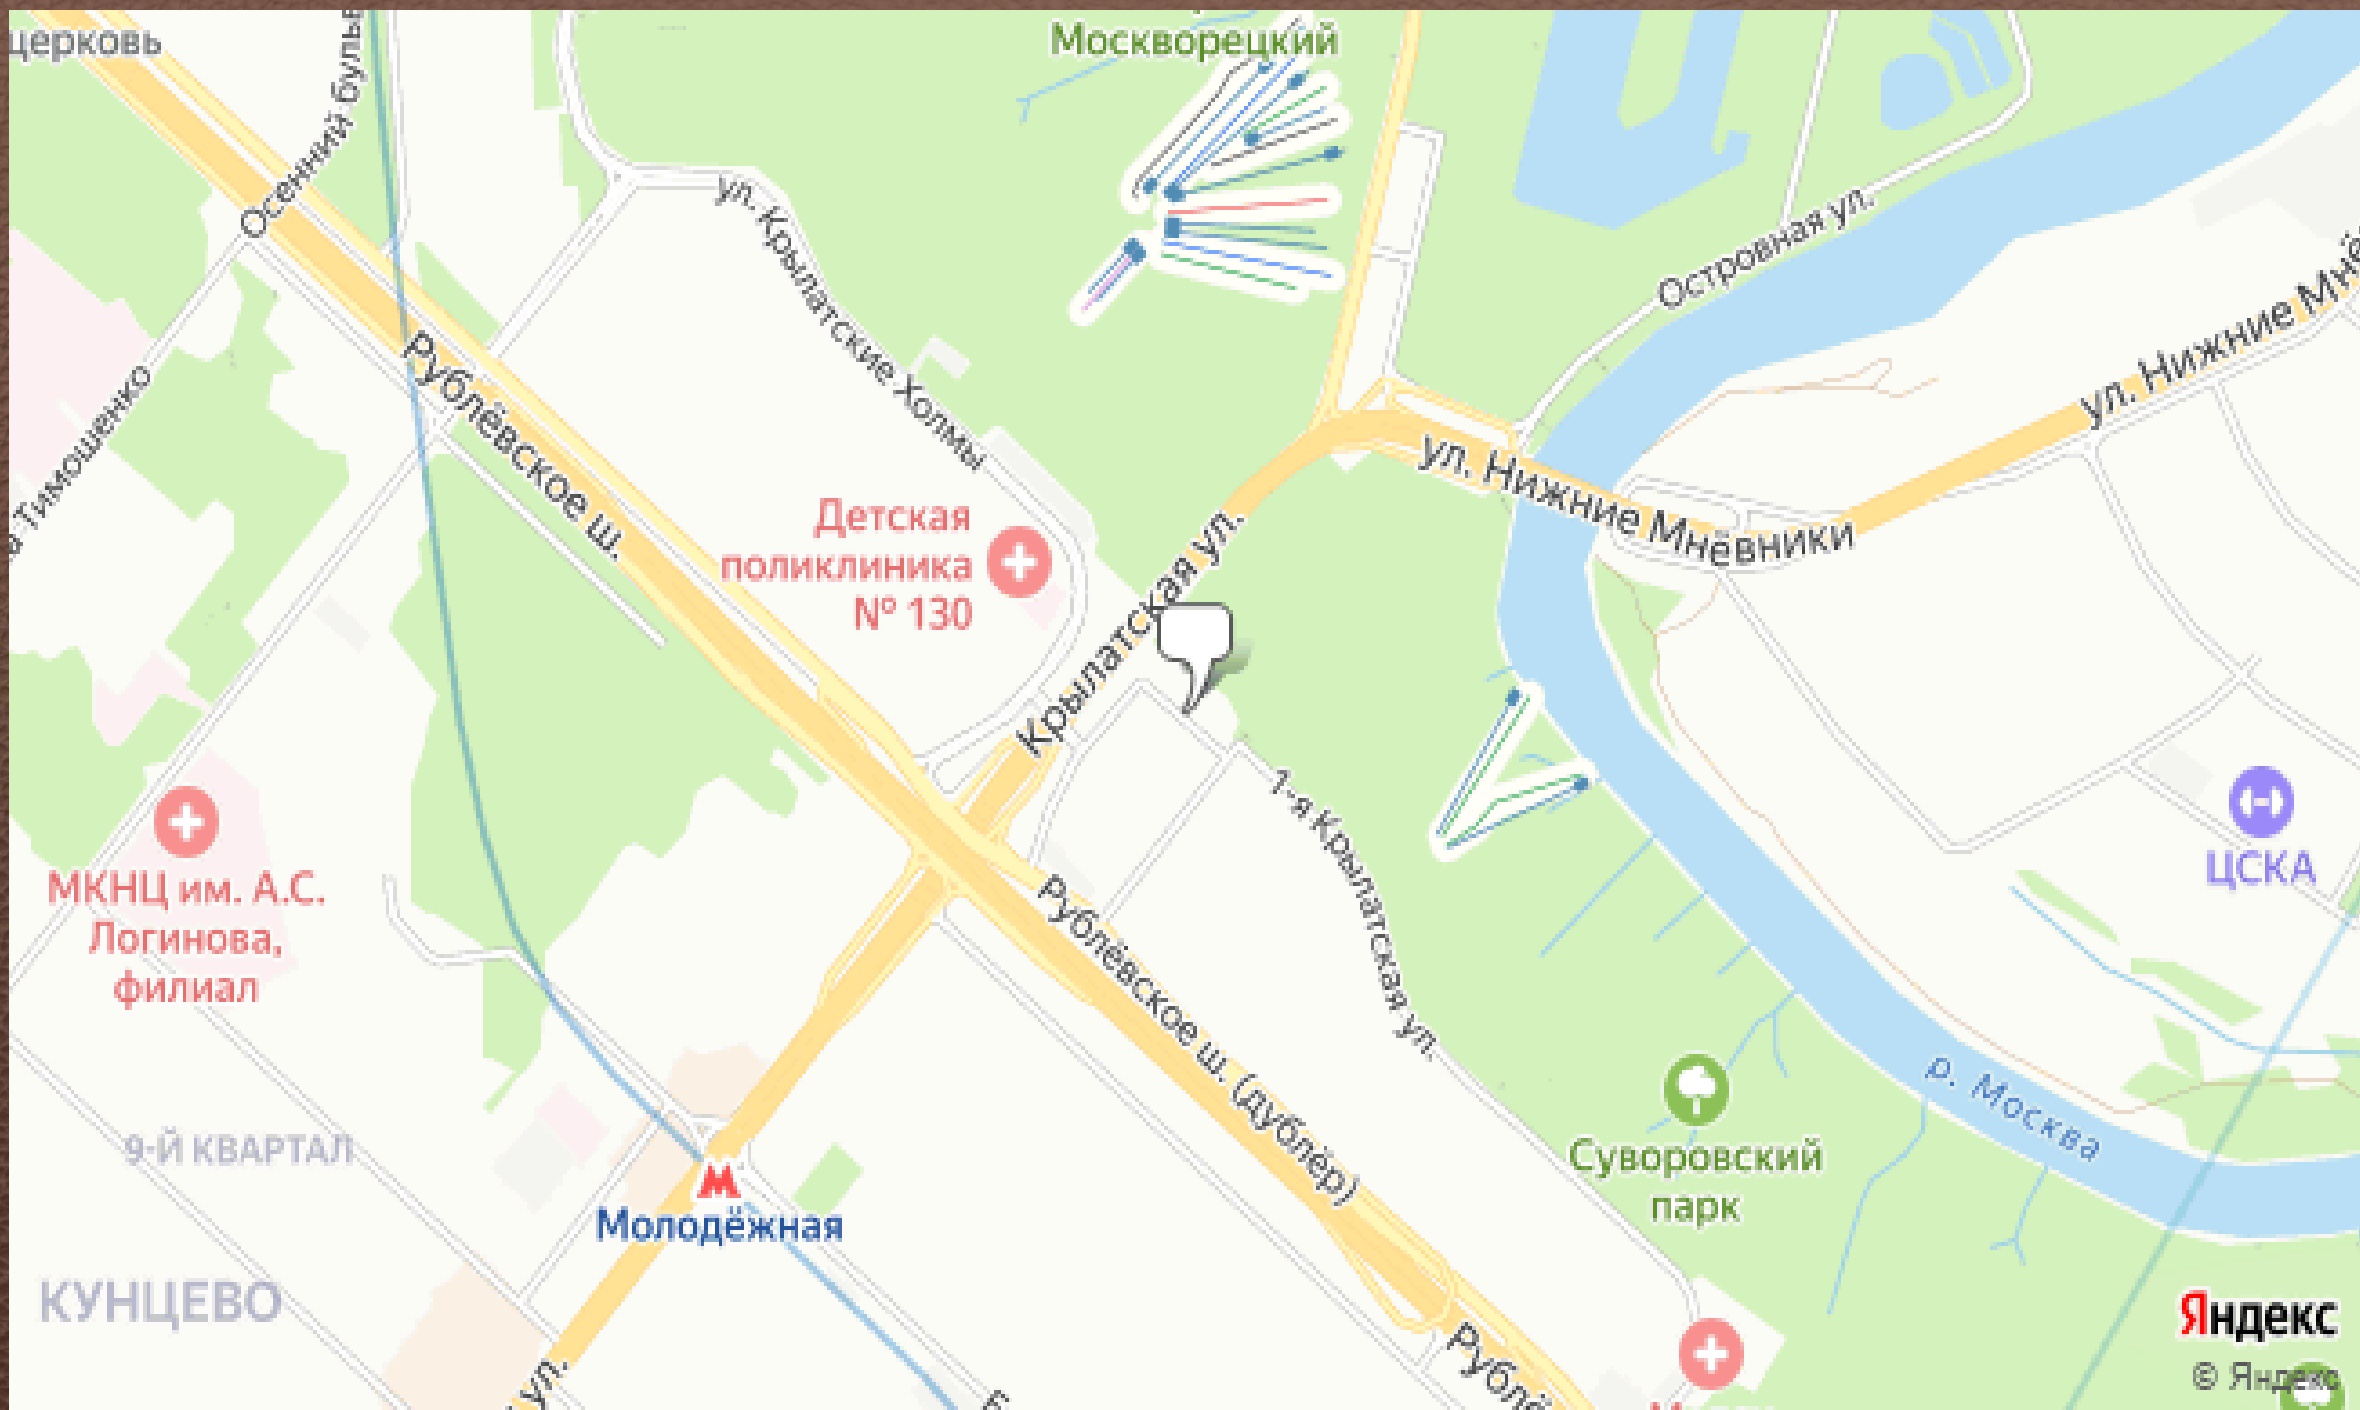 церковь
Москворецкий
Осенний буль
ул. Крылатские Холмы
Островная ул.
ул. Нижние Мнё
Рублёвское ш.
а Тимошенко
ул. Нижние Мнёвники
Детская
поликлиника
№ 130
Крылатская ул.
1-я Крылатская ул.
ЦСКА
МКНЦ им. А.С.
Логинова,
филиал
Рублёвское ш. (дублёр)
р. Москва
9-Й КВАРТАЛ
Суворовский
парк
Молодёжная
КУНЦЕВО
Яндекс
© Яндекс
ул.
Рублё